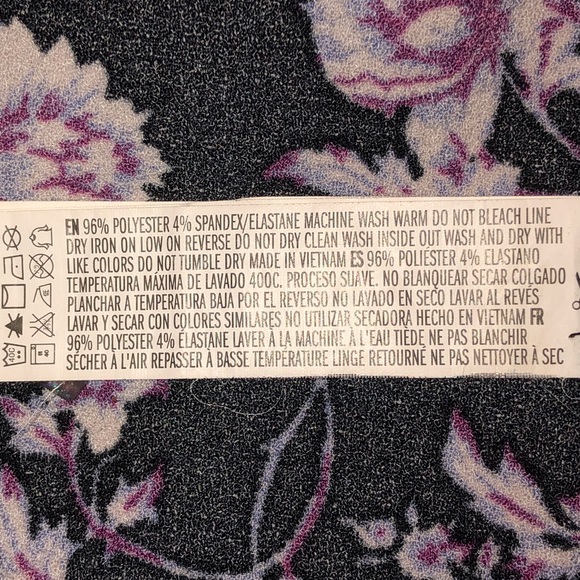 EN 96% POLYESTER 4% SPANDEX/ELASTANE MACHINE WASH WARM DO NOT BLEACH LINE
DRY IRON ON LOW ON REVERSE DO NOT DRY CLEAN WASH INSIDE OUT WASH AND DRY WITH
LIKE COLORS DO NOT TUMBLE DRY MADE IN VIETNAM ES 96% POLIÉSTER 4% ELASTANO
TEMPERATURA MÁXIMA DE LAVADO 400C. PROCESO SUAVE. NO BLANQUEAR SECAR COLGADO
PLANCHAR A TEMPERATURA BAJA POR EL REVERSO NO LAVADO EN SECO LAVAR AL REVÉS
LAVAR Y SECAR CON COLORES SIMILARES NO UTILIZAR SECADORA HECHO EN VIETNAM FR
96% POLYESTER 4% ÉLASTANE LAVER À LA MACHINE À L'EAU TIÈDE NE PAS BLANCHIR
SÉCHER À L'AIR REPASSER À BASSE TEMPÉRATURE LINGE RETOURNÉ NE PAS NETTOYER À SEC